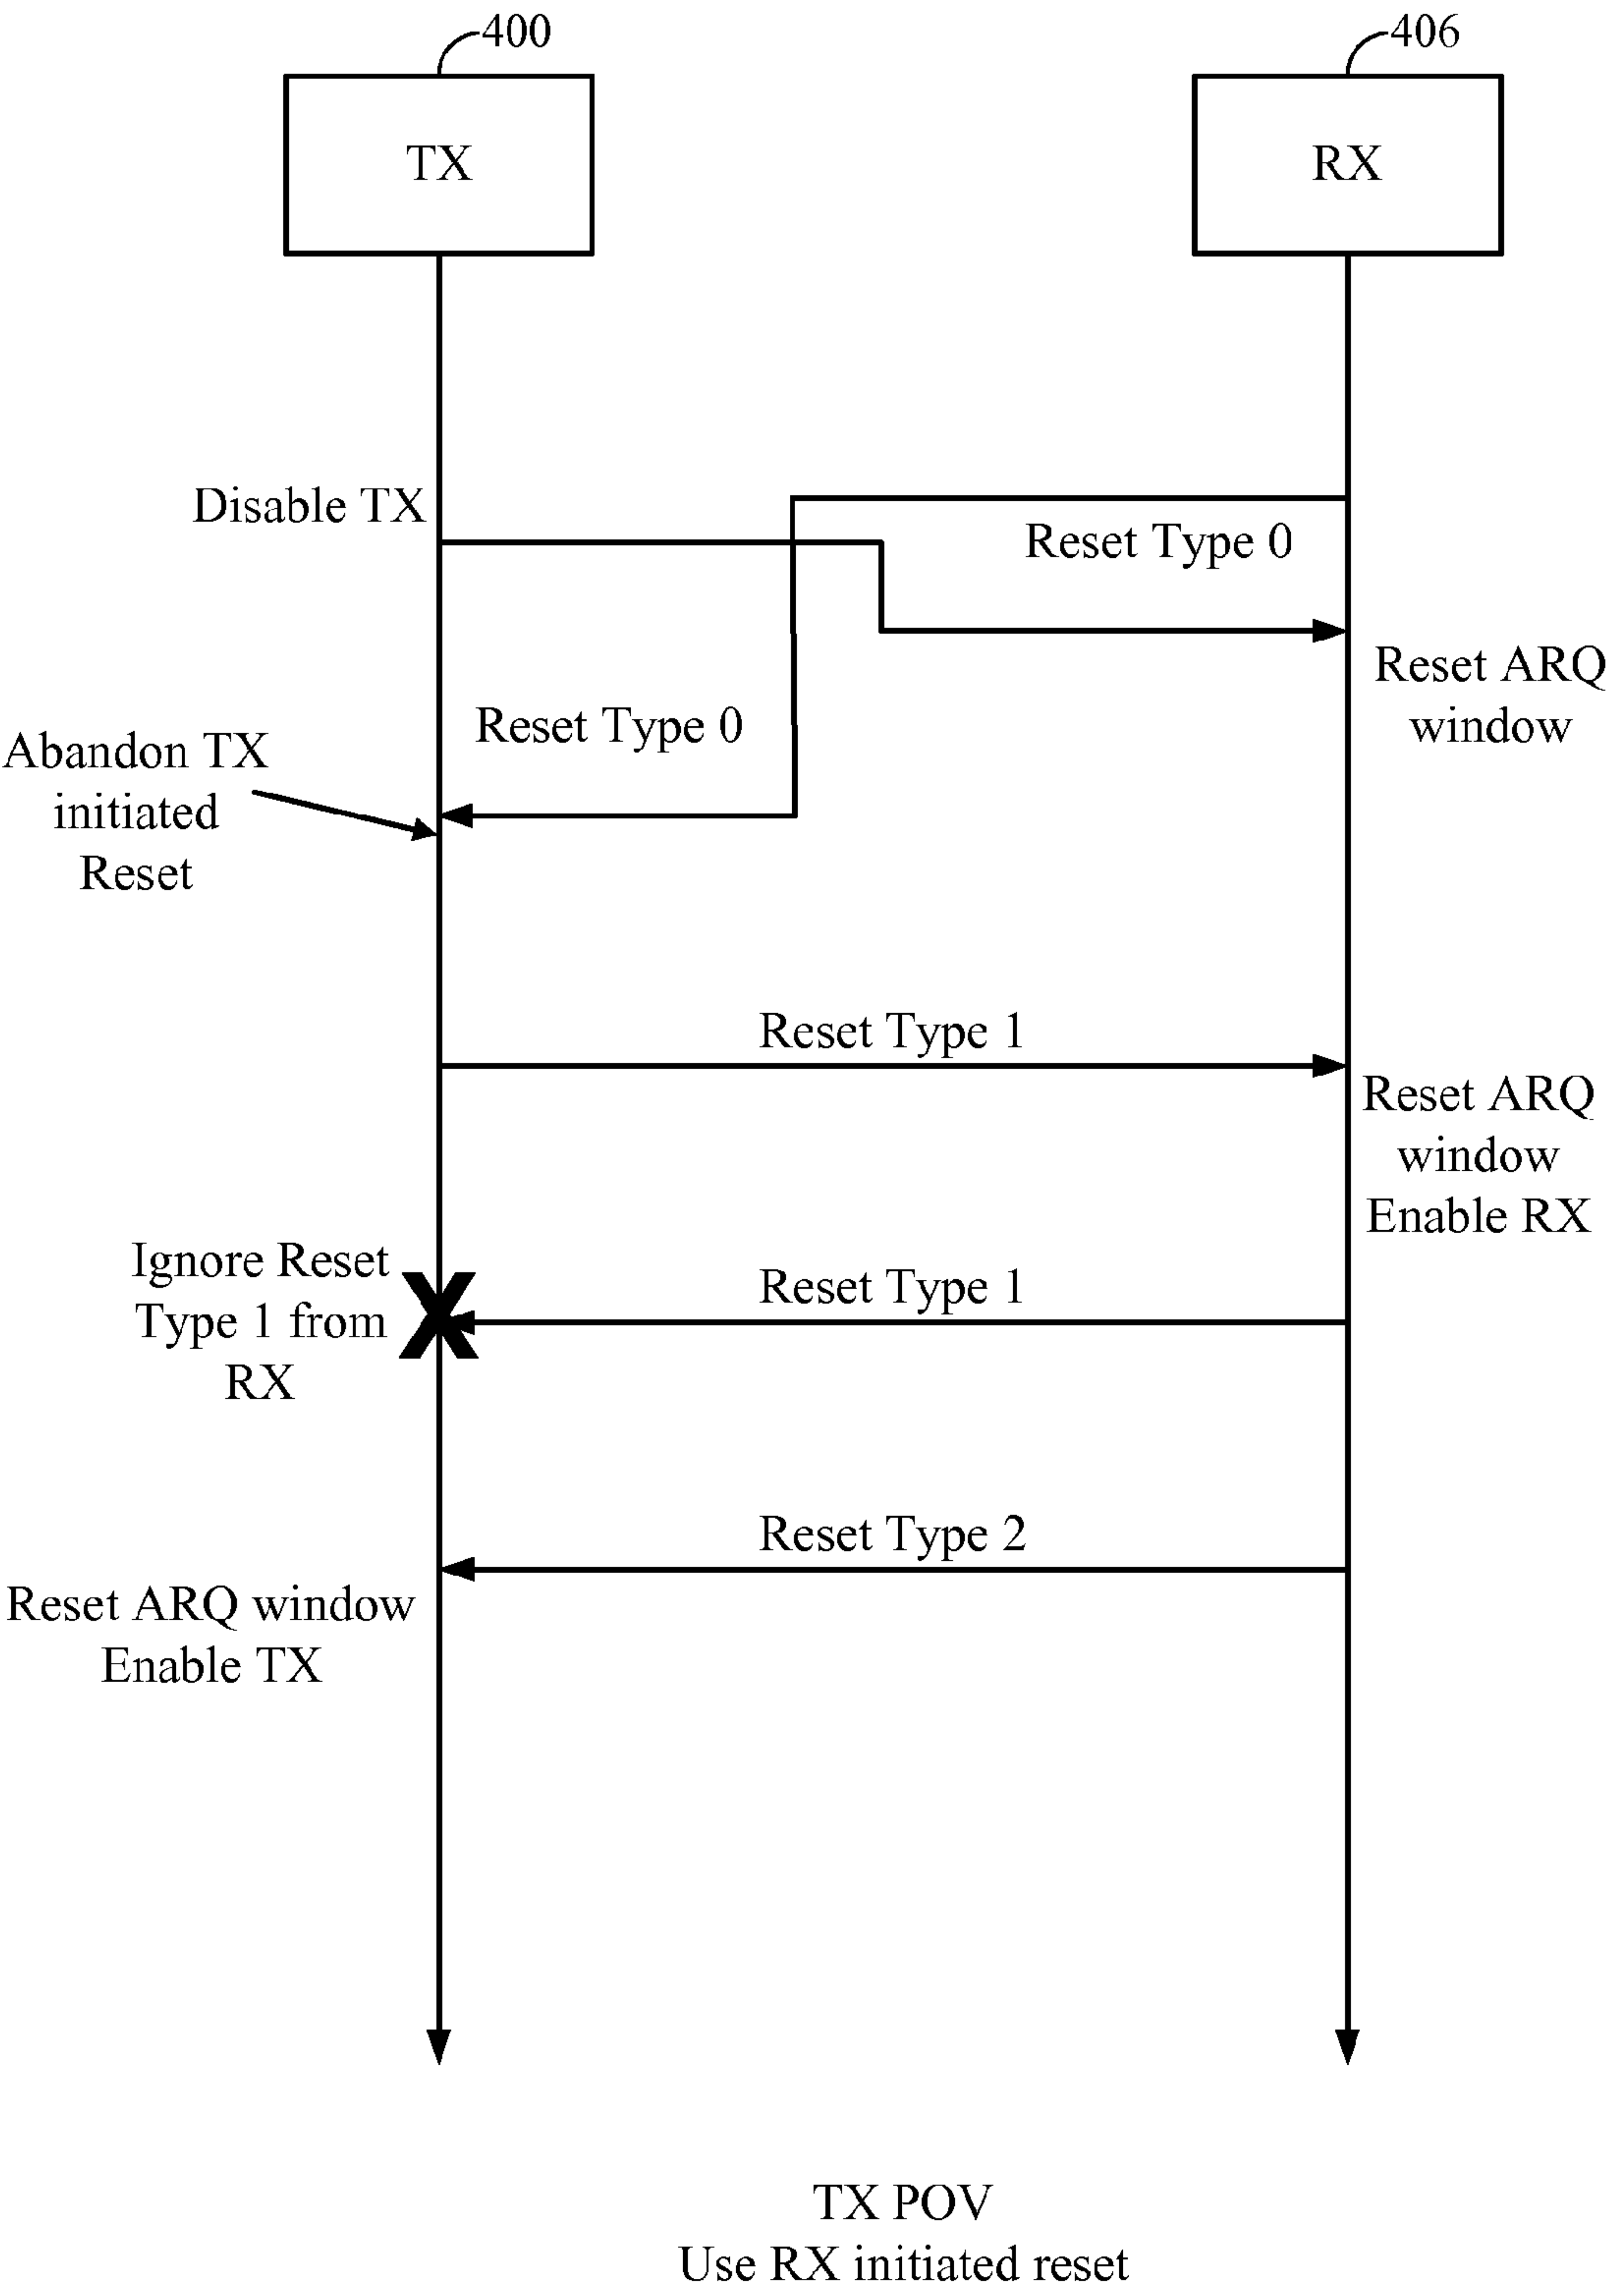 400
406
TX
RX
Disable TX
Reset Type 0
Reset ARQ
window
Reset Type 0
Abandon TX
initiated
Reset
Reset Type 1
Reset ARQ
window
Enable RX
Ignore Reset
Type 1 from
RX
Reset Type 1
Reset Type 2
Reset ARQ window
Enable TX
TX POV
Use RX initiated reset